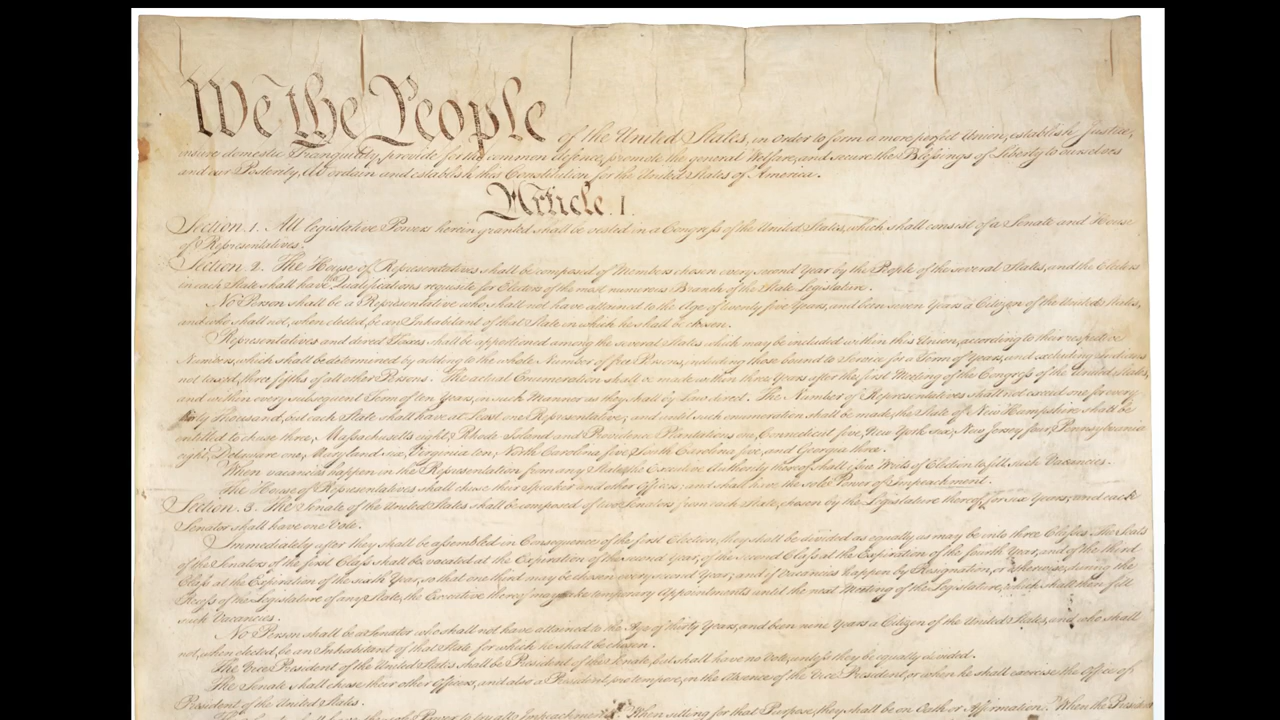 We the People of the United States, in Order to form a more perfect Union, establish Justice,
insure domestic Tranquility, provide for the common defence, promote the general Welfare, and secure the Blessings of Liberty to ourselves
and our Posterity, do ordain and establish this Constitution for the United States of America.
Article. I.
Section. 1. All legislative Powers herein granted shall be vested in a Congress of the United States, which shall consist of a Senate and House
of Representatives.
Section. 2. The House of Representatives shall be composed of Members chosen every second Year by the People of the several States, and the Electors
in each State shall have the Qualifications requisite for Electors of the most numerous Branch of the State Legislature.
No Person shall be a Representative who shall not have attained to the Age of twenty five Years, and been seven Years a Citizen of the United States,
and who shall not, when elected, be an Inhabitant of that State in which he shall be chosen.
Representatives and direct Taxes shall be apportioned among the several States which may be included within this Union, according to their respective
Numbers, which shall be determined by adding to the whole Number of free Persons, including those bound to Service for a Term of Years, and excluding Indians
not taxed, three fifths of all other Persons. The actual Enumeration shall be made within three Years after the first Meeting of the Congress of the United States,
and within every subsequent Term of ten Years, in such Manner as they shall by Law direct. The Number of Representatives shall not exceed one for every
thirty Thousand, but each State shall have at Least one Representative; and until such enumeration shall be made, the State of New Hampshire shall be
entitled to chuse three, Massachusetts eight, Rhode-Island and Providence Plantations one, Connecticut five, New-York six, New Jersey four, Pennsylvania
eight, Delaware one, Maryland six, Virginia ten, North Carolina five, South Carolina five, and Georgia three.
When vacancies happen in the Representation from any State, the Executive Authority thereof shall issue Writs of Election to fill such Vacancies.
The House of Representatives shall chuse their Speaker and other Officers; and shall have the sole Power of Impeachment.
Section. 3. The Senate of the United States shall be composed of two Senators from each State, chosen by the Legislature thereof, for six Years; and each
Senator shall have one Vote.
Immediately after they shall be assembled in Consequence of the first Election, they shall be divided as equally as may be into three Classes. The Seats
of the Senators of the first Class shall be vacated at the Expiration of the second Year, of the second Class at the Expiration of the fourth Year, and of the third
Class at the Expiration of the sixth Year, so that one third may be chosen every second Year; and if Vacancies happen by Resignation, or otherwise, during the
Recess of the Legislature of any State, the Executive thereof may make temporary Appointments until the next Meeting of the Legislature, which shall then fill
such Vacancies.
No Person shall be a Senator who shall not have attained to the Age of thirty Years, and been nine Years a Citizen of the United States, and who shall
not, when elected, be an Inhabitant of that State for which he shall be chosen.
The Vice President of the United States shall be President of the Senate, but shall have no Vote, unless they be equally divided.
The Senate shall chuse their other Officers, and also a President pro tempore, in the Absence of the Vice President, or when he shall exercise the Office of
President of the United States.
The Senate shall have the sole Power to try all Impeachments. When sitting for that Purpose, they shall be on Oath or Affirmation. When the President